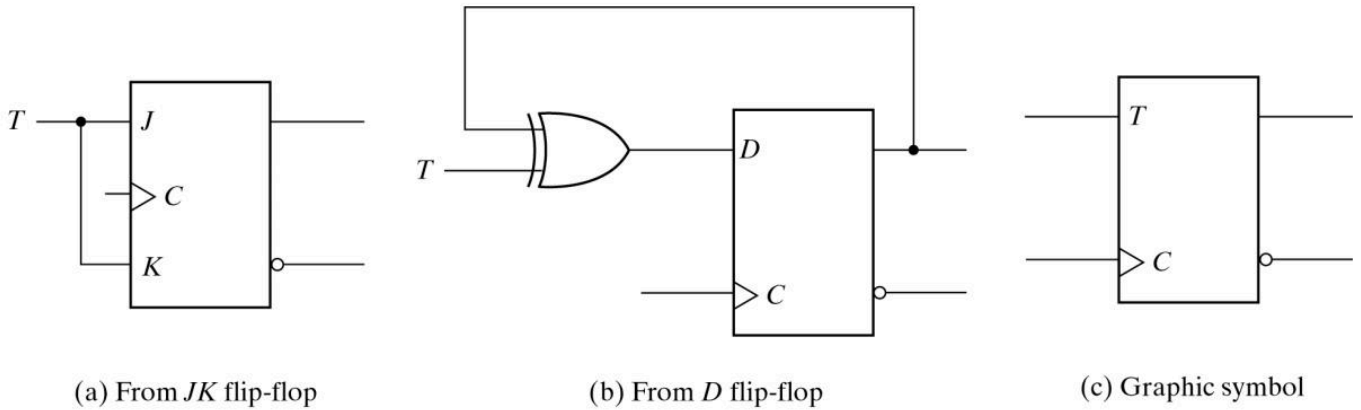 T
J
C
K
(a) From JK flip-flop
T
D
C
(b) From D flip-flop
T
C
(c) Graphic symbol